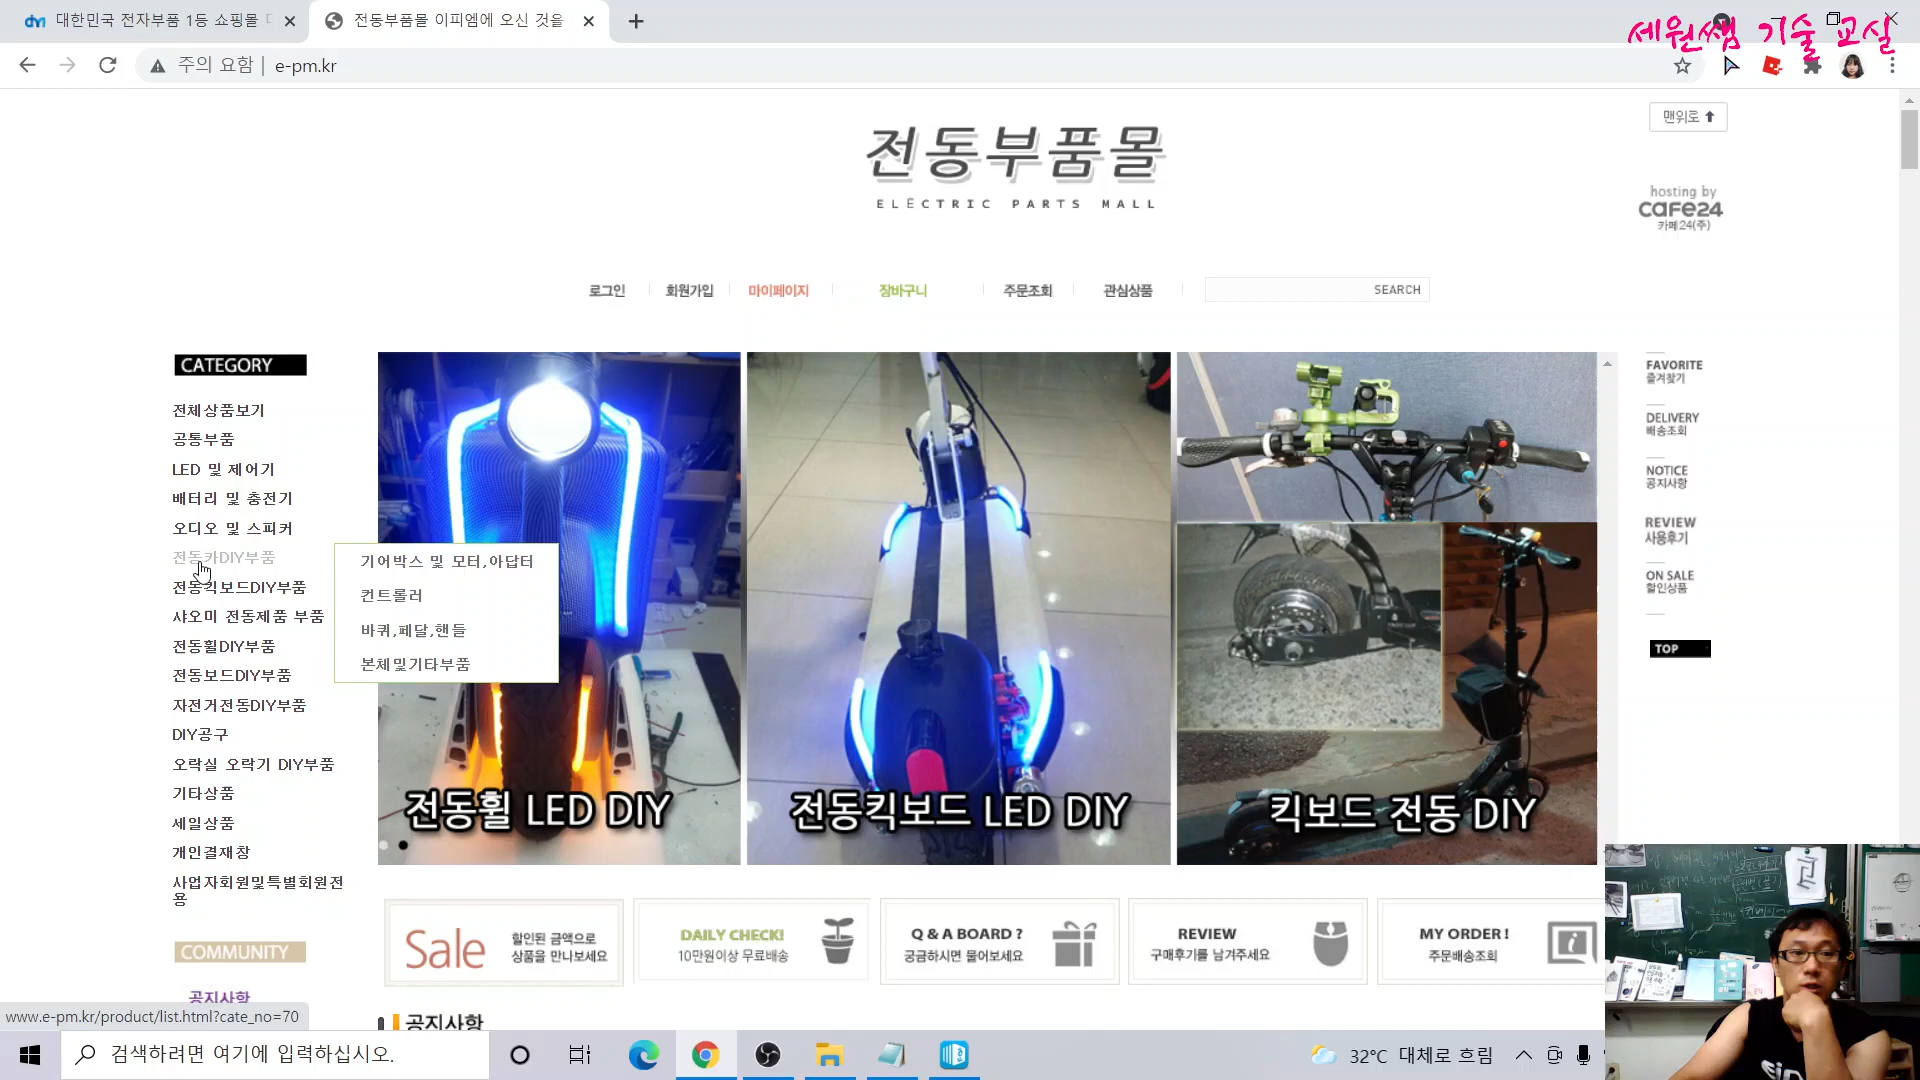 대한민국 전자부품 1등 쇼핑몰
전동부품몰 이피엠에 오신 것을
세원쌤 기술 교실
주의 요함 | e-pm.kr
맨위로
전동부품몰
ELECTRIC PARTS MALL
hosting by
cafe24
카페24(주)
로그인
회원가입
마이페이지
장바구니
주문조회
관심상품
SEARCH
CATEGORY
전체상품보기
공통부품
LED 및 제어기
배터리 및 충전기
오디오 및 스피커
전동카DIY부품
전동킥보드DIY부품
샤오미 전동제품 부품
전동휠DIY부품
전동보드DIY부품
자전거전동DIY부품
DIY공구
오락실 오락기 DIY부품
기타상품
세일상품
개인결재창
사업자회원및특별회원전
용
기어박스 및 모터,아답터
컨트롤러
바퀴,페달,핸들
본체및기타부품
전동휠 LED DIY
전동킥보드 LED DIY
킥보드 전동 DIY
FAVORITE
즐겨찾기
DELIVERY
배송조회
NOTICE
공지사항
REVIEW
사용후기
ON SALE
할인상품
TOP
Sale
할인된 금액으로
상품을 만나보세요
DAILY CHECK!
10만원이상 무료배송
Q & A BOARD ?
궁금하시면 물어보세요
REVIEW
구매후기를 남겨주세요
MY ORDER !
주문배송조회
COMMUNITY
공지사항
공지사항
www.e-pm.kr/product/list.html?cate_no=70
검색하려면 여기에 입력하십시오.
32°C 대체로 흐림